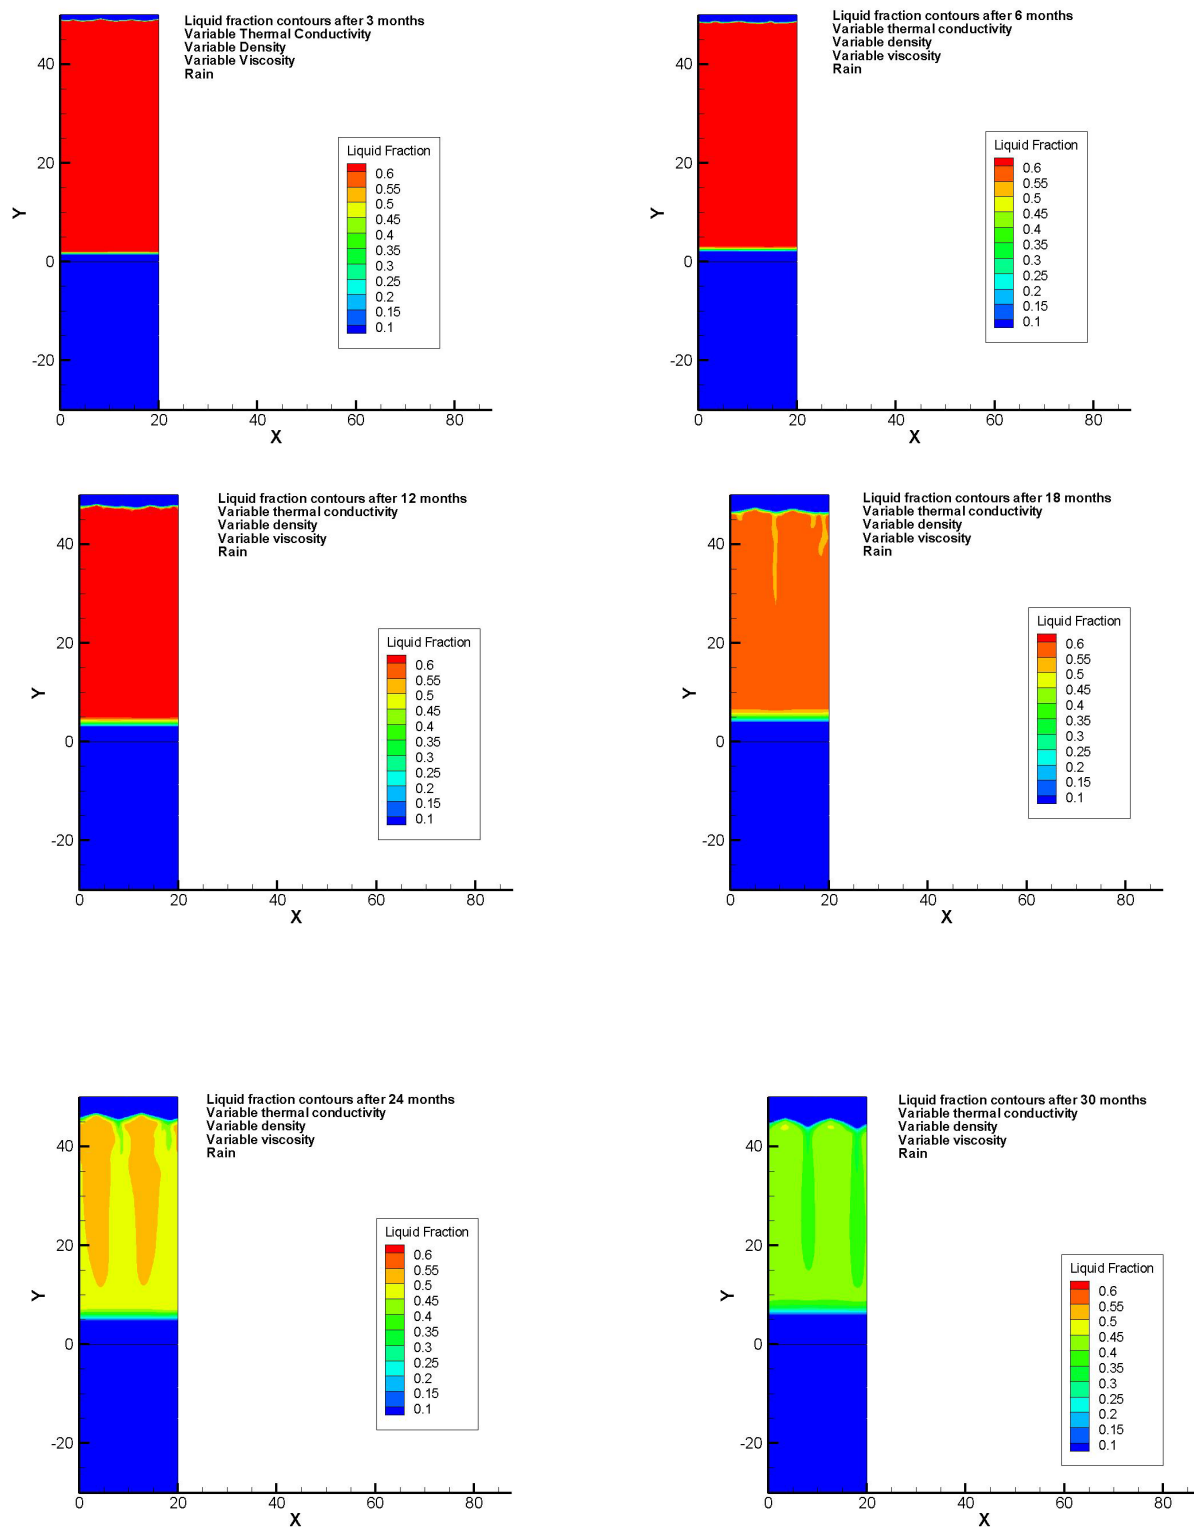 Liquid fraction contours after 3 months
Variable Thermal Conductivity
Variable Density
Variable Viscosity
Rain
Liquid Fraction
0.6
0.55
0.5
0.45
0.4
0.35
0.3
0.25
0.2
0.15
0.1
40
20
0
-20
Y
0 20 40 60 80
X
Liquid fraction contours after 6 months
Variable thermal conductivity
Variable density
Variable viscosity
Rain
Liquid Fraction
0.6
0.55
0.5
0.45
0.4
0.35
0.3
0.25
0.2
0.15
0.1
40
20
0
-20
Y
0 20 40 60 80
X
Liquid fraction contours after 12 months
Variable thermal conductivity
Variable density
Variable viscosity
Rain
Liquid Fraction
0.6
0.55
0.5
0.45
0.4
0.35
0.3
0.25
0.2
0.15
0.1
40
20
0
-20
Y
0 20 40 60 80
X
Liquid fraction contours after 18 months
Variable thermal conductivity
Variable density
Variable viscosity
Rain
Liquid Fraction
0.6
0.55
0.5
0.45
0.4
0.35
0.3
0.25
0.2
0.15
0.1
40
20
0
-20
Y
0 20 40 60 80
X
Liquid fraction contours after 24 months
Variable thermal conductivity
Variable density
Variable viscosity
Rain
Liquid Fraction
0.6
0.55
0.5
0.45
0.4
0.35
0.3
0.25
0.2
0.15
0.1
40
20
0
-20
Y
0 20 40 60 80
X
Liquid fraction contours after 30 months
Variable thermal conductivity
Variable density
Variable viscosity
Rain
Liquid Fraction
0.6
0.55
0.5
0.45
0.4
0.35
0.3
0.25
0.2
0.15
0.1
40
20
0
-20
Y
0 20 40 60 80
X